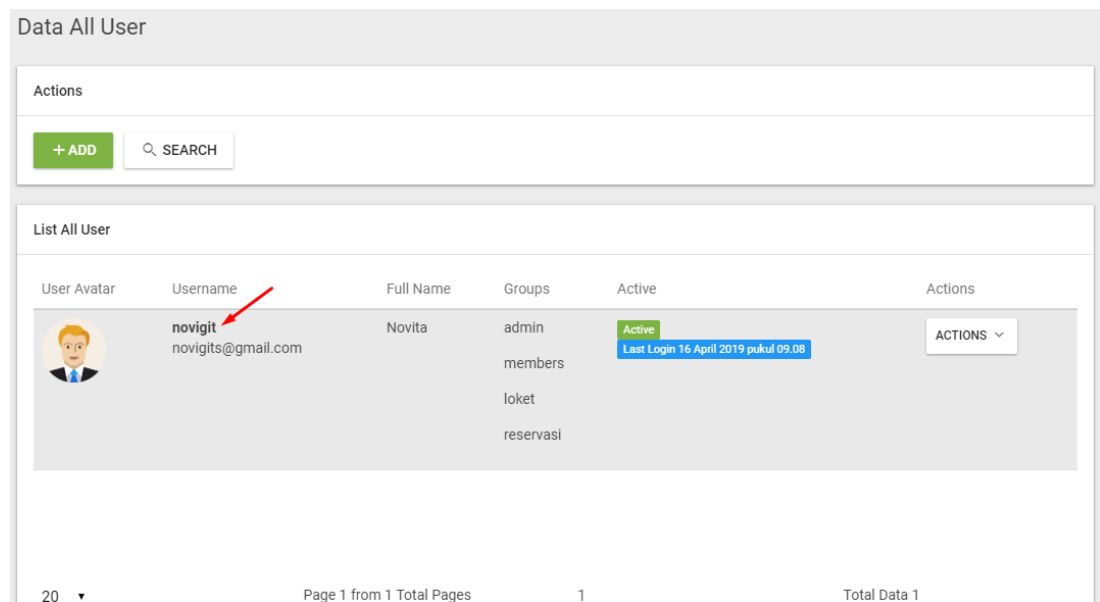 Data All User
Actions
+ ADD
SEARCH
List All User
User Avatar Username Full Name Groups Active Actions
novigit Novita admin Active ACTIONS
novigits@gmail.com Last Login 16 April 2019 pukul 09.08
members
loket
reservasi
20 Page 1 from 1 Total Pages 1 Total Data 1